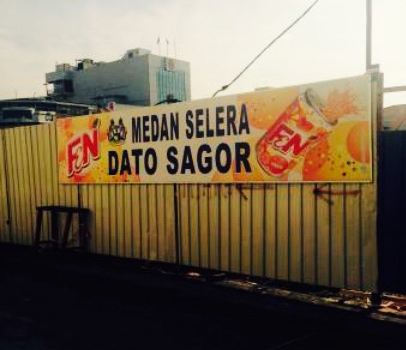 F&N
MEDAN SELERA
DATO SAGOR
F&N